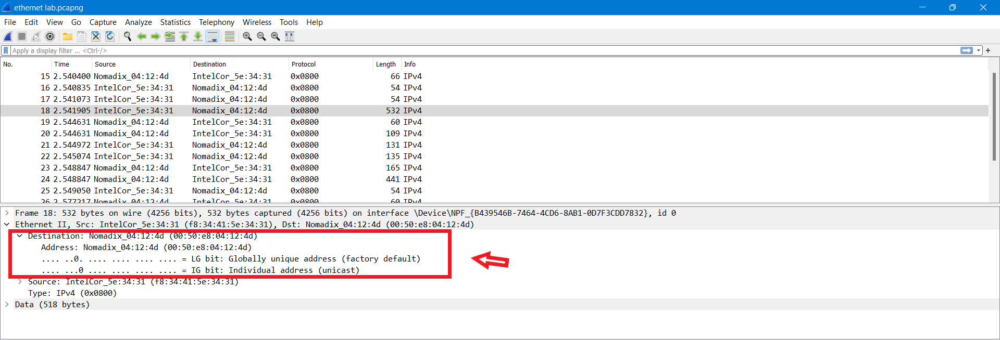 ethernet lab.pcapng
File Edit View Go Capture Analyze Statistics Telephony Wireless Tools Help
Apply a display filter ... <Ctrl-/>
No. Time Source Destination Protocol Length Info
15 2.540400 Nomadix_04:12:4d IntelCor_5e:34:31 0x0800 66 IPv4
16 2.540835 IntelCor_5e:34:31 Nomadix_04:12:4d 0x0800 54 IPv4
17 2.541073 IntelCor_5e:34:31 Nomadix_04:12:4d 0x0800 54 IPv4
18 2.541905 IntelCor_5e:34:31 Nomadix_04:12:4d 0x0800 532 IPv4
19 2.544631 Nomadix_04:12:4d IntelCor_5e:34:31 0x0800 60 IPv4
20 2.544631 Nomadix_04:12:4d IntelCor_5e:34:31 0x0800 109 IPv4
21 2.544972 IntelCor_5e:34:31 Nomadix_04:12:4d 0x0800 131 IPv4
22 2.545074 IntelCor_5e:34:31 Nomadix_04:12:4d 0x0800 135 IPv4
23 2.548847 Nomadix_04:12:4d IntelCor_5e:34:31 0x0800 165 IPv4
24 2.548847 Nomadix_04:12:4d IntelCor_5e:34:31 0x0800 441 IPv4
25 2.549050 IntelCor_5e:34:31 Nomadix_04:12:4d 0x0800 54 IPv4
26 2.577217 Nomadix_04:12:4d IntelCor_5e:34:31 0x0800 60 IPv4
Frame 18: 532 bytes on wire (4256 bits), 532 bytes captured (4256 bits) on interface \Device\NPF_{B439546B-7464-4CD6-8AB1-0D7F3CDD7832}, id 0
Ethernet II, Src: IntelCor_5e:34:31 (f8:34:41:5e:34:31), Dst: Nomadix_04:12:4d (00:50:e8:04:12:4d)
Destination: Nomadix_04:12:4d (00:50:e8:04:12:4d)
Address: Nomadix_04:12:4d (00:50:e8:04:12:4d)
.... ..0. .... .... .... .... = LG bit: Globally unique address (factory default)
.... ...0 .... .... .... .... = IG bit: Individual address (unicast)
Source: IntelCor_5e:34:31 (f8:34:41:5e:34:31)
Type: IPv4 (0x0800)
Data (518 bytes)